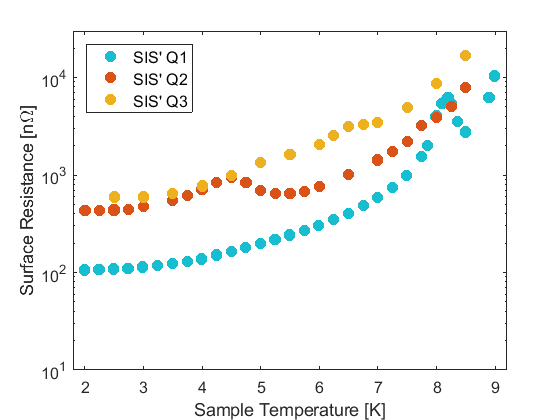 SIS' Q1
SIS' Q2
SIS' Q3
Surface Resistance [nΩ]
10^4
10^3
10^2
10^1
2 3 4 5 6 7 8 9
Sample Temperature [K]